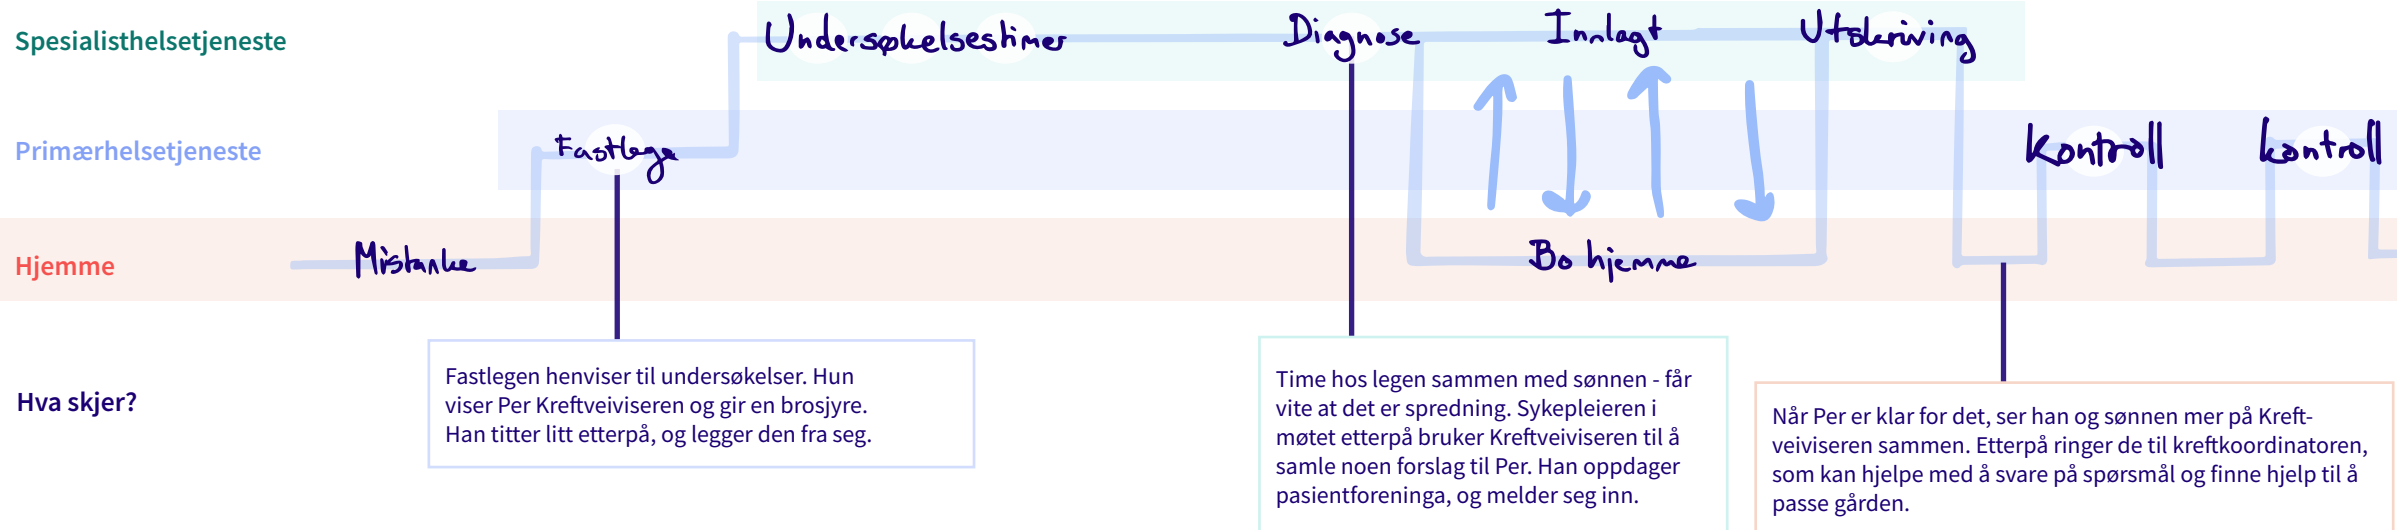 Spesialisthelsetjeneste
Undersøkelsestimer
Diagnose
Innlagt
Utskriving
Primærhelsetjeneste
Fastlege
Kontroll
kontroll
Hjemme
Mistanke
Bo hjemme
Hva skjer?
Fastlegen henviser til undersøkelser. Hun
viser Per Kreftveiviseren og gir en brosjyre.
Han titter litt etterpå, og legger den fra seg.
Time hos legen sammen med sønnen - får
vite at det er spredning. Sykepleieren i
møtet etterpå bruker Kreftveiviseren til å
samle noen forslag til Per. Han oppdager
pasientforeninga, og melder seg inn.
Når Per er klar for det, ser han og sønnen mer på Kreft-
veiviseren sammen. Etterpå ringer de til kreftkoordinatoren,
som kan hjelpe med å svare på spørsmål og finne hjelp til å
passe gården.